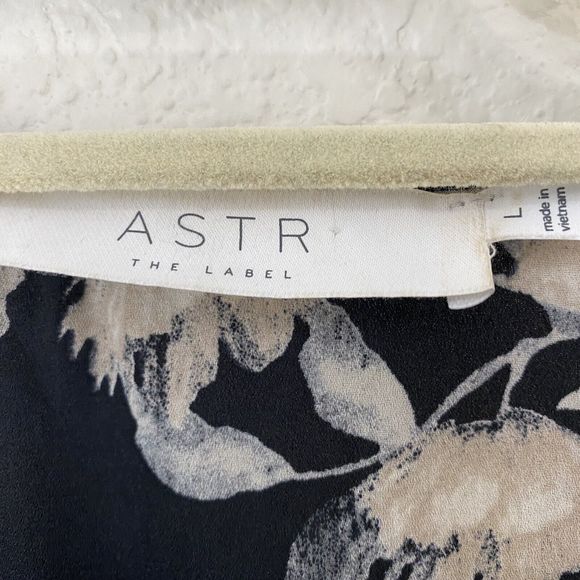 ASTR
THE LABEL
L
made in
vietnam